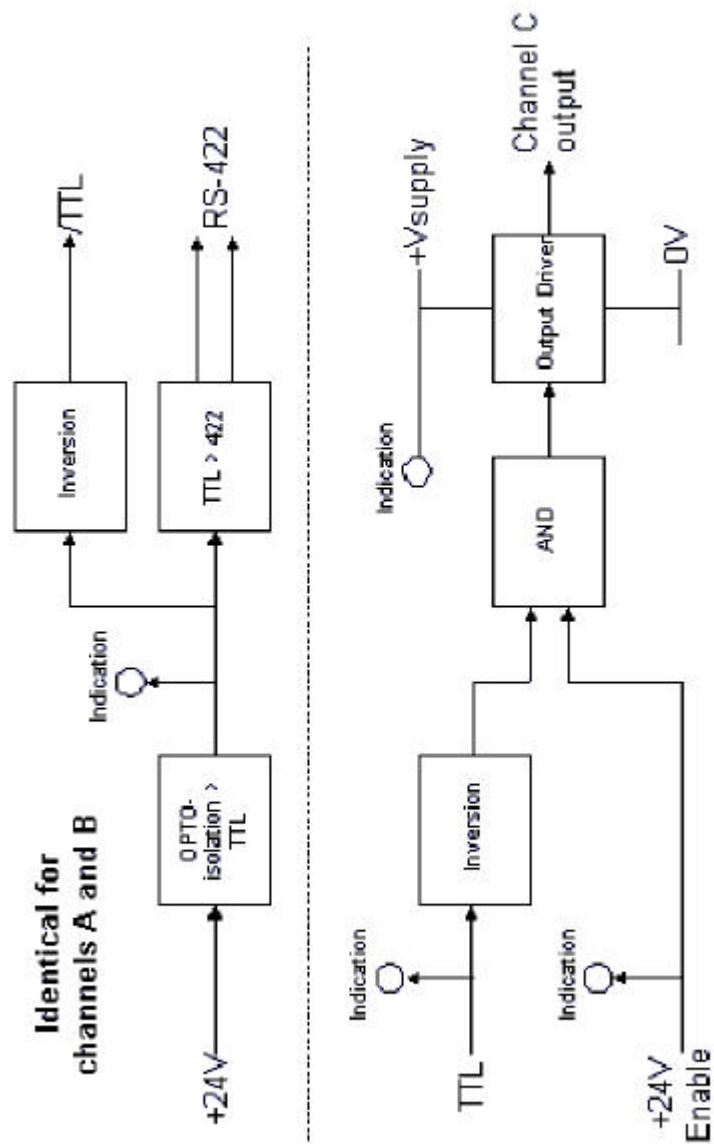 Identical for
channels A and B
+24V
OPTO-
isolation >
TTL
Indication
Inversion
/TTL
TTL > 422
RS-422
TTL
Indication
Inversion
+24V
Enable
Indication
AND
Indication
+Vsupply
Output Driver
0V
Channel C
output